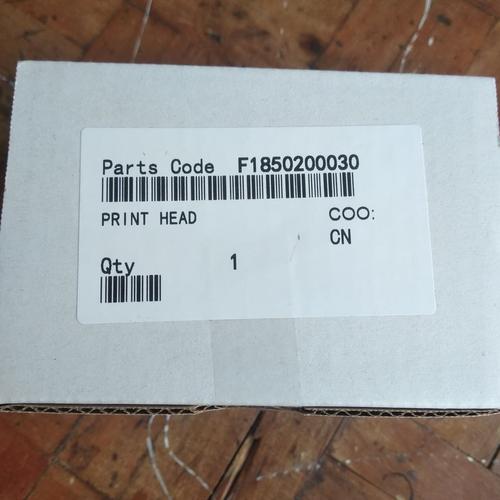 Parts Code F1850200030
PRINT HEAD COO:
CN
Qty 1